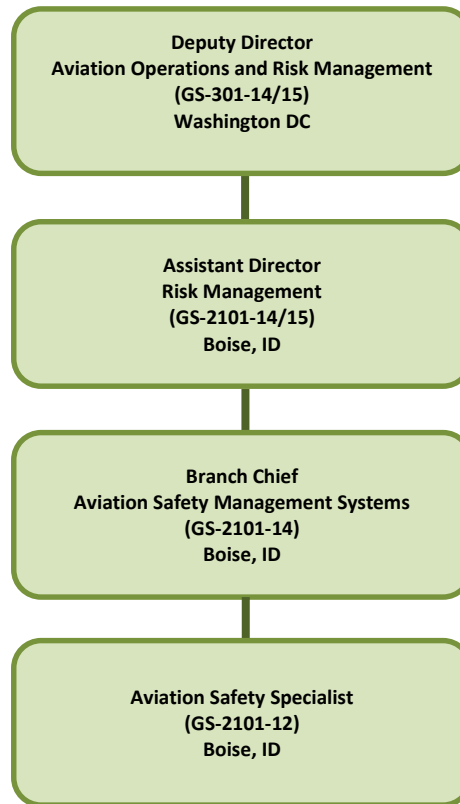 Deputy Director
Aviation Operations and Risk Management
(GS-301-14/15)
Washington DC
Assistant Director
Risk Management
(GS-2101-14/15)
Boise, ID
Branch Chief
Aviation Safety Management Systems
(GS-2101-14)
Boise, ID
Aviation Safety Specialist
(GS-2101-12)
Boise, ID